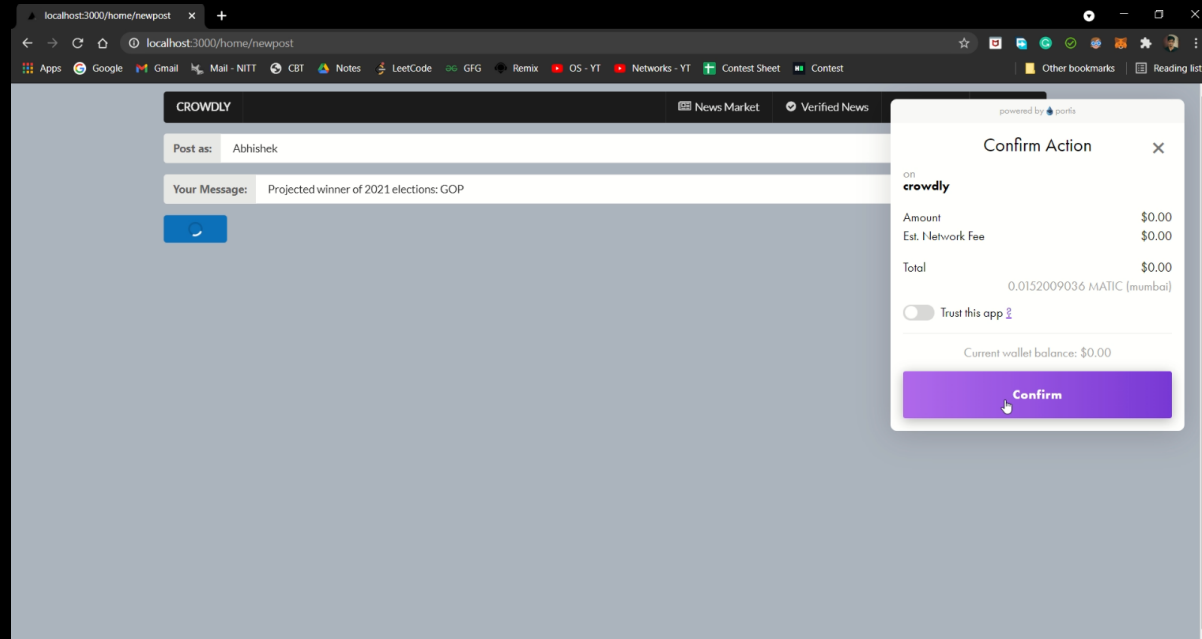 localhost:3000/home/newpost
localhost:3000/home/newpost
Apps Google Gmail Mail - NITT CBT Notes LeetCode GFG Remix OS - YT Networks - YT Contest Sheet Contest Other bookmarks Reading list
CROWDLY News Market Verified News
Post as: Abhishek
Your Message: Projected winner of 2021 elections: GOP
powered by portis
Confirm Action
on
crowdly
Amount $0.00
Est. Network Fee $0.00
Total $0.00
0.0152009036 MATIC (mumbai)
Trust this app ?
Current wallet balance: $0.00
Confirm